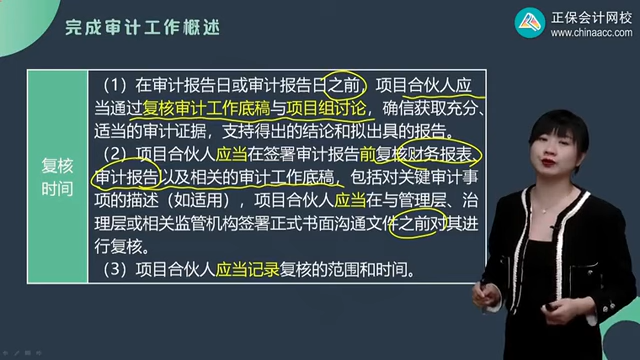 完成审计工作概述
正保会计网校
www.chinaacc.com
复核
时间
（1）在审计报告日或审计报告日之前，项目合伙人应
当通过复核审计工作底稿与项目组讨论，确信获取充分、
适当的审计证据，支持得出的结论和拟出具的报告。
（2）项目合伙人应当在签署审计报告前复核财务报表、
审计报告以及相关的审计工作底稿，包括对关键审计事
项的描述（如适用），项目合伙人应当在与管理层、治
理层或相关监管机构签署正式书面沟通文件之前对其进
行复核。
（3）项目合伙人应当记录复核的范围和时间。